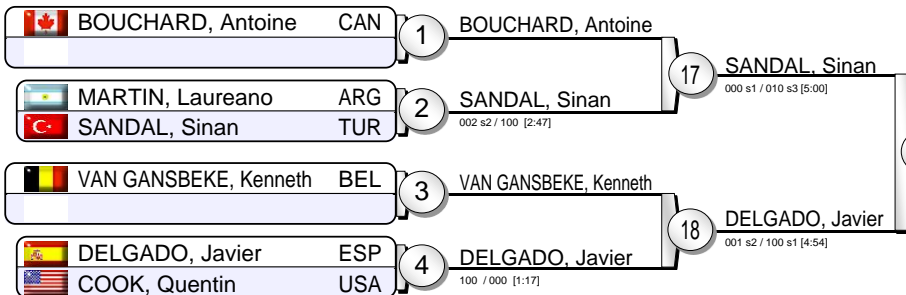 BOUCHARD, Antoine CAN
1
BOUCHARD, Antoine
17
SANDAL, Sinan
000 s1 / 010 s3 [5:00]
MARTIN, Laureano ARG
SANDAL, Sinan TUR
2
SANDAL, Sinan
002 s2 / 100 [2:47]
VAN GANSBEKE, Kenneth BEL
3
VAN GANSBEKE, Kenneth
18
DELGADO, Javier
001 s2 / 100 s1 [4:54]
DELGADO, Javier ESP
COOK, Quentin USA
4
DELGADO, Javier
100 / 000 [1:17]